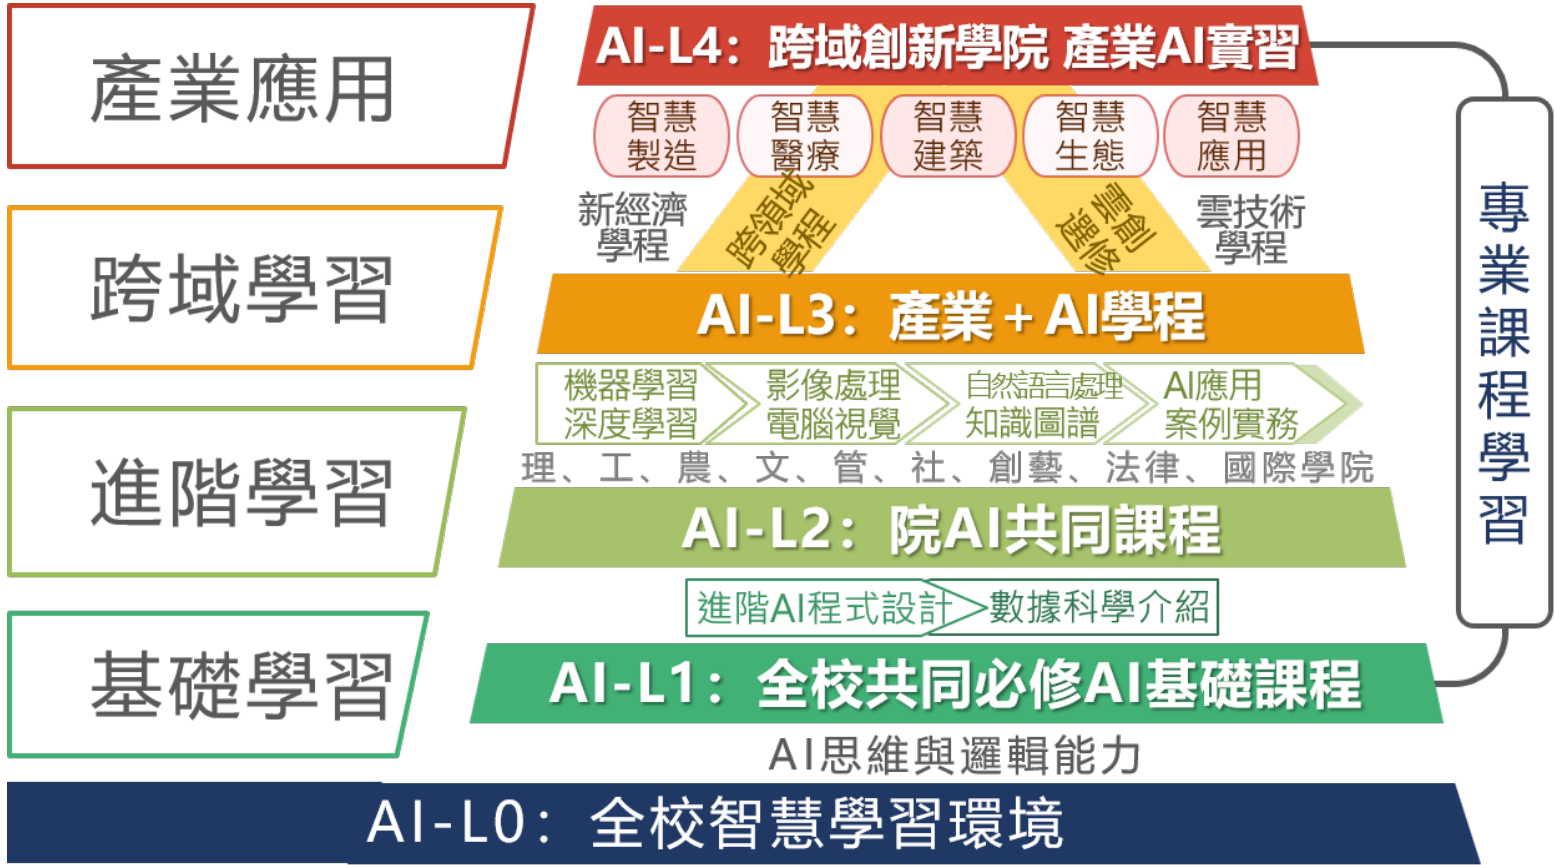 產業應用
AI-L4：跨域創新學院 產業AI實習
智慧
製造
智慧
醫療
智慧
建築
智慧
生態
智慧
應用
新經濟
學程
跨領域
學程
雲創
選修
雲技術
學程
跨域學習
AI-L3：產業＋AI學程
機器學習
深度學習
影像處理
電腦視覺
自然語言處理
知識圖譜
AI應用
案例實務
理、工、農、文、管、社、創藝、法律、國際學院
進階學習
AI-L2：院AI共同課程
進階AI程式設計
數據科學介紹
基礎學習
AI-L1：全校共同必修AI基礎課程
AI思維與邏輯能力
AI-L0：全校智慧學習環境
專業課程學習